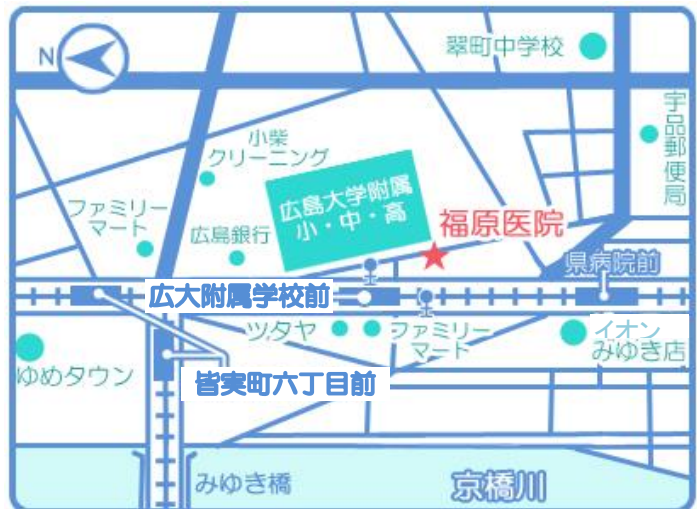 N
翠町中学校
宇品郵便局
小柴
クリーニング
広島大学附属
小・中・高
ファミリー
マート
広島銀行
福原医院
県病院前
広大附属学校前
ツタヤ
ファミリー
マート
イオン
みゆき店
ゆめタウン
皆実町六丁目前
みゆき橋
京橋川